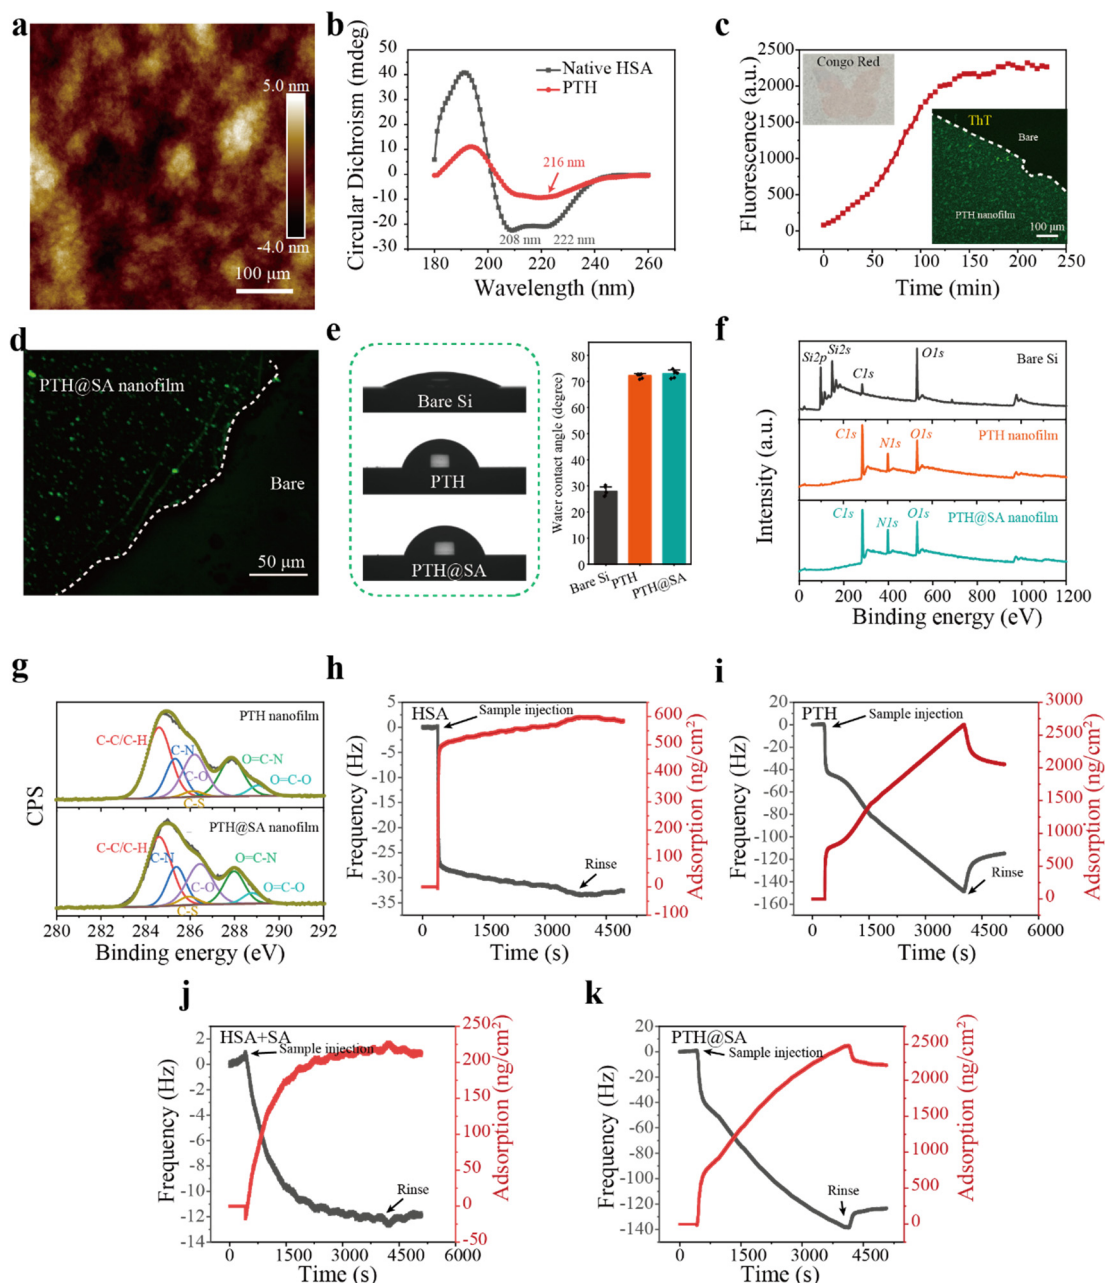 a
5.0 nm
-4.0 nm
100 µm
b
Circular Dichroism (mdeg)
50
40
30
20
10
0
-10
-20
-30
Native HSA
PTH
216 nm
208 nm
222 nm
180 200 220 240 260
Wavelength (nm)
c
Fluorescence (a.u.)
2500
2000
1500
1000
500
0
Congo Red
ThT
Bare
PTH nanofilm
100 µm
0 50 100 150 200 250
Time (min)
d
PTH@SA nanofilm
Bare
50 µm
e
Bare Si
PTH
PTH@SA
Water contact angle (degree)
80
70
60
50
40
30
20
10
0
Bare Si
PTH
PTH@SA
f
Intensity (a.u.)
Si2p
Si2s
C1s
O1s
Bare Si
C1s
N1s
O1s
PTH nanofilm
C1s
N1s
O1s
PTH@SA nanofilm
0 200 400 600 800 1000 1200
Binding energy (eV)
g
CPS
PTH nanofilm
C-C/C-H
C-N
C-O
C-S
O=C-N
O=C-O
PTH@SA nanofilm
C-C/C-H
C-N
C-O
C-S
O=C-N
O=C-O
280 282 284 286 288 290 292
Binding energy (eV)
h
Frequency (Hz)
5
0
-5
-10
-15
-20
-25
-30
-35
HSA
Sample injection
Rinse
700
600
500
400
300
200
100
0
-100
Adsorption (ng/cm²)
0 1500 3000 4500
Time (s)
i
Frequency (Hz)
20
0
-20
-40
-60
-80
-100
-120
-140
-160
PTH
Sample injection
Rinse
3000
2500
2000
1500
1000
500
0
Adsorption (ng/cm²)
0 1500 3000 4500 6000
Time (s)
j
Frequency (Hz)
2
0
-2
-4
-6
-8
-10
-12
-14
HSA+SA
Sample injection
Rinse
250
200
150
100
50
0
-50
Adsorption (ng/cm²)
0 1500 3000 4500 6000
Time (s)
k
Frequency (Hz)
20
0
-20
-40
-60
-80
-100
-120
-140
PTH@SA
Sample injection
Rinse
2500
2000
1500
1000
500
0
Adsorption (ng/cm²)
0 1500 3000 4500
Time (s)